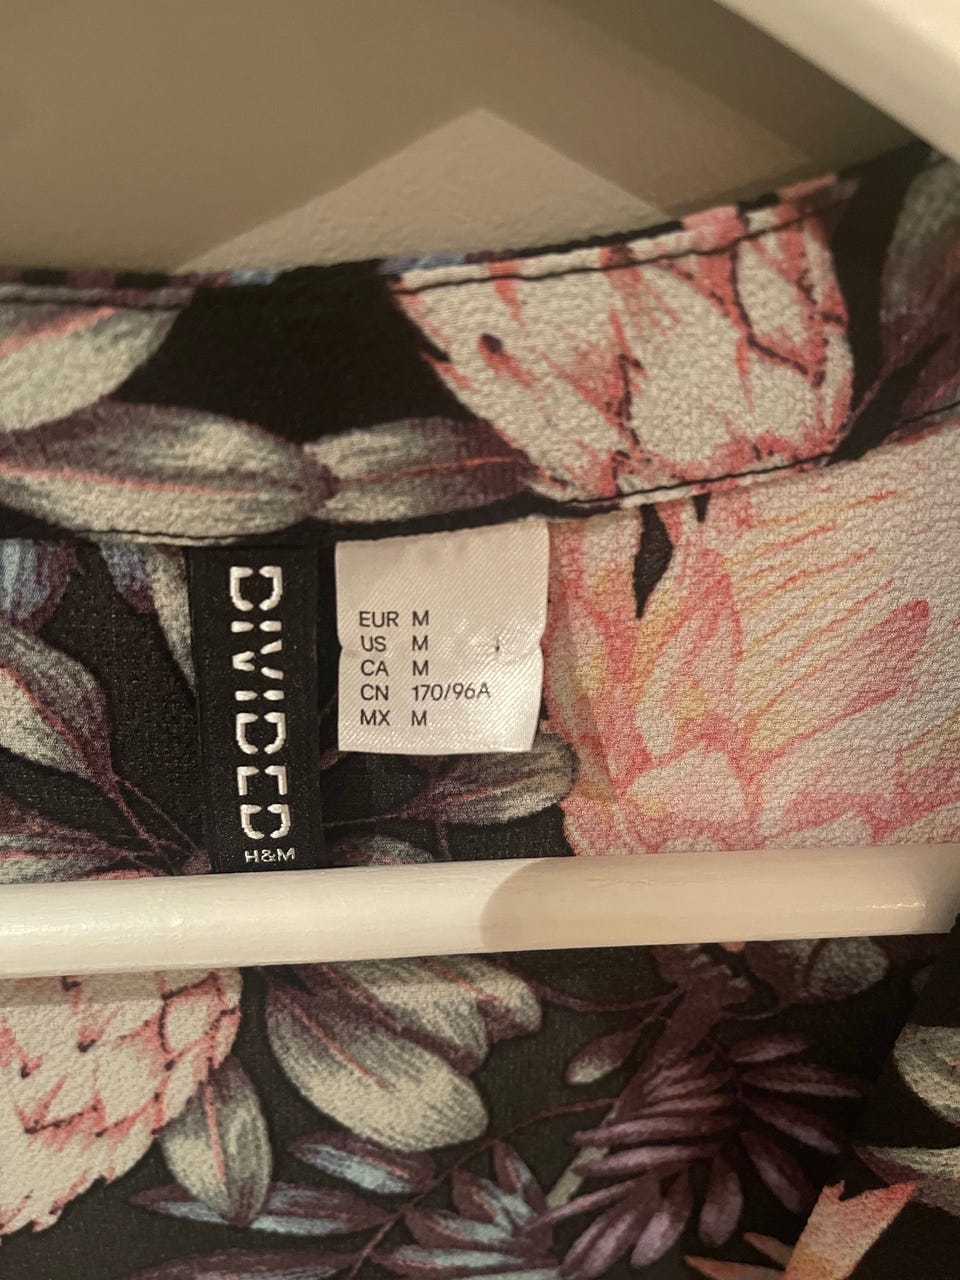 DIVIDED
H&M
EUR M
US M
CA M
CN 170/96A
MX M